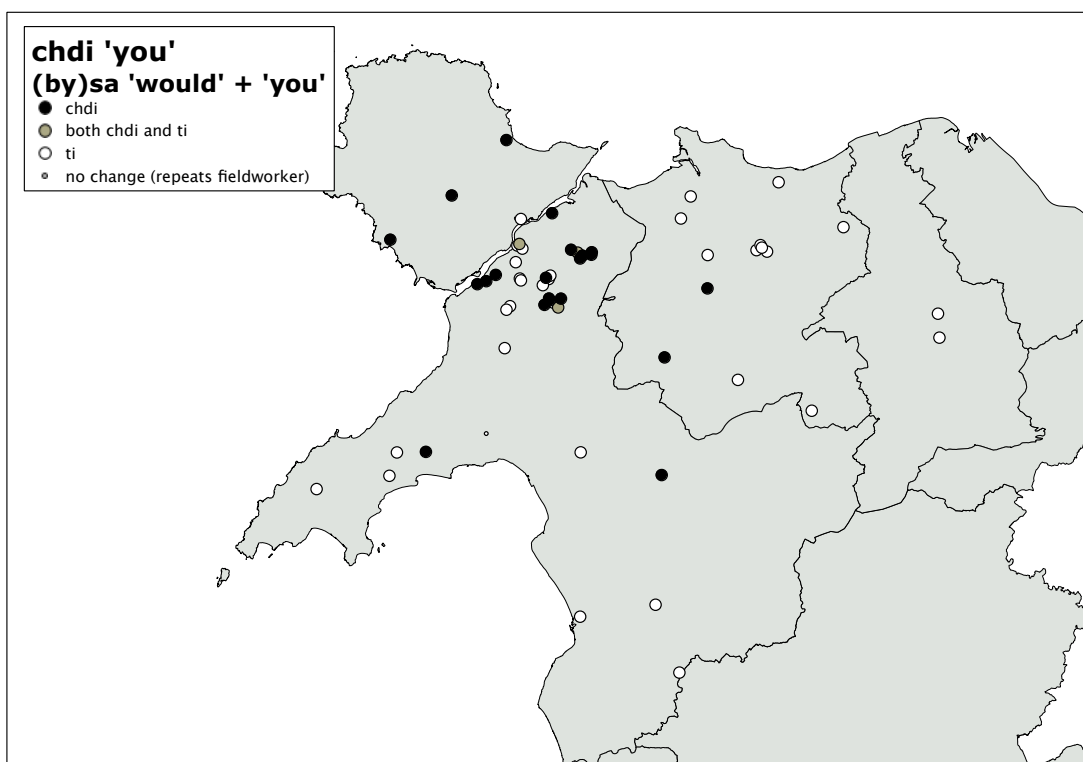 chdi 'you'
(by)sa 'would' + 'you'
chdi
both chdi and ti
ti
no change (repeats fieldworker)